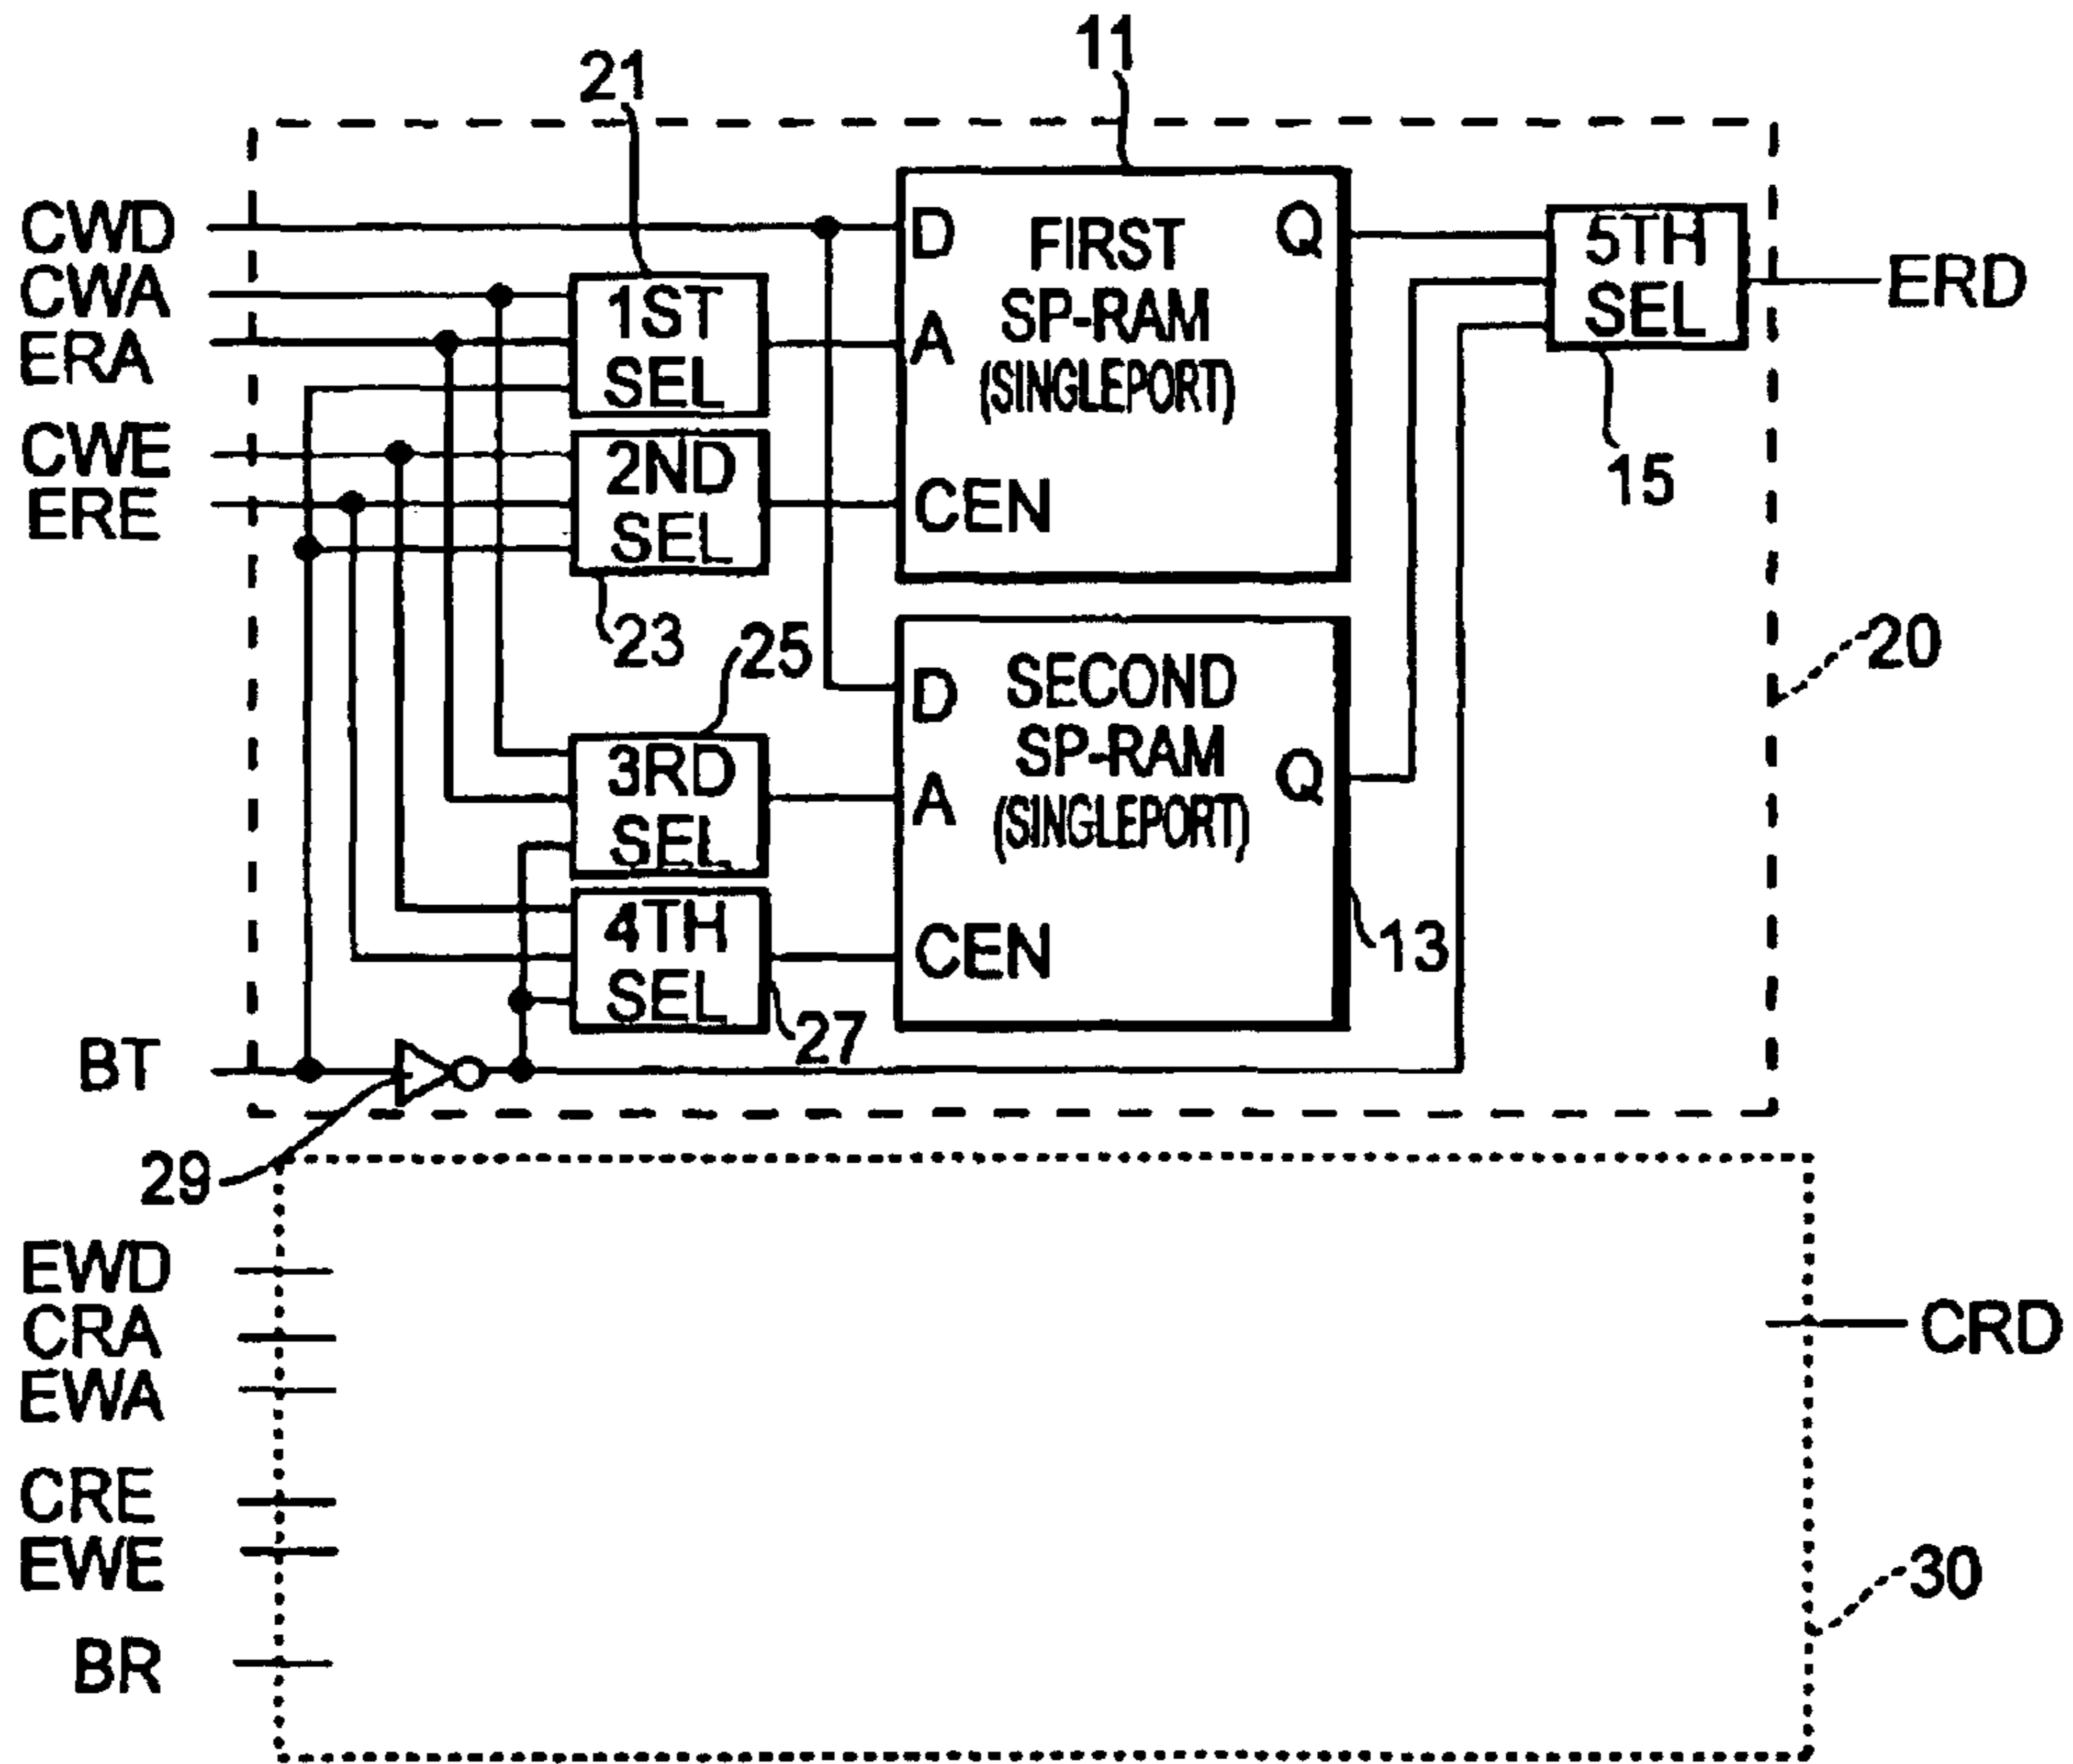 11
21
CWD
CWA
ERA
CWE
ERE
1ST
SEL
2ND
SEL
23
25
D
FIRST
SP-RAM
(SINGLEPORT)
A
CEN
Q
5TH
SEL
ERD
15
20
D
SECOND
SP-RAM
(SINGLEPORT)
A
CEN
Q
3RD
SEL
4TH
SEL
27
13
BT
29
EWD
CRA
EWA
CRE
EWE
BR
CRD
30